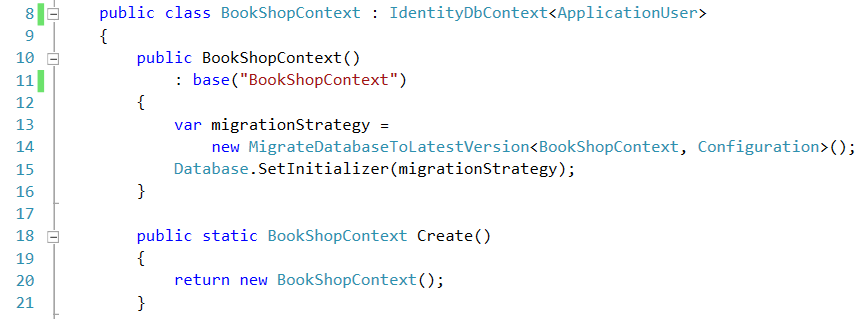 8 public class BookShopContext : IdentityDbContext<ApplicationUser>
9 {
10 public BookShopContext()
11 : base("BookShopContext")
12 {
13 var migrationStrategy =
14 new MigrateDatabaseToLatestVersion<BookShopContext, Configuration>();
15 Database.SetInitializer(migrationStrategy);
16 }
17
18 public static BookShopContext Create()
19 {
20 return new BookShopContext();
21 }